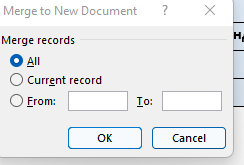 Merge to New Document
Merge records
All
Current record
From: To:
OK Cancel